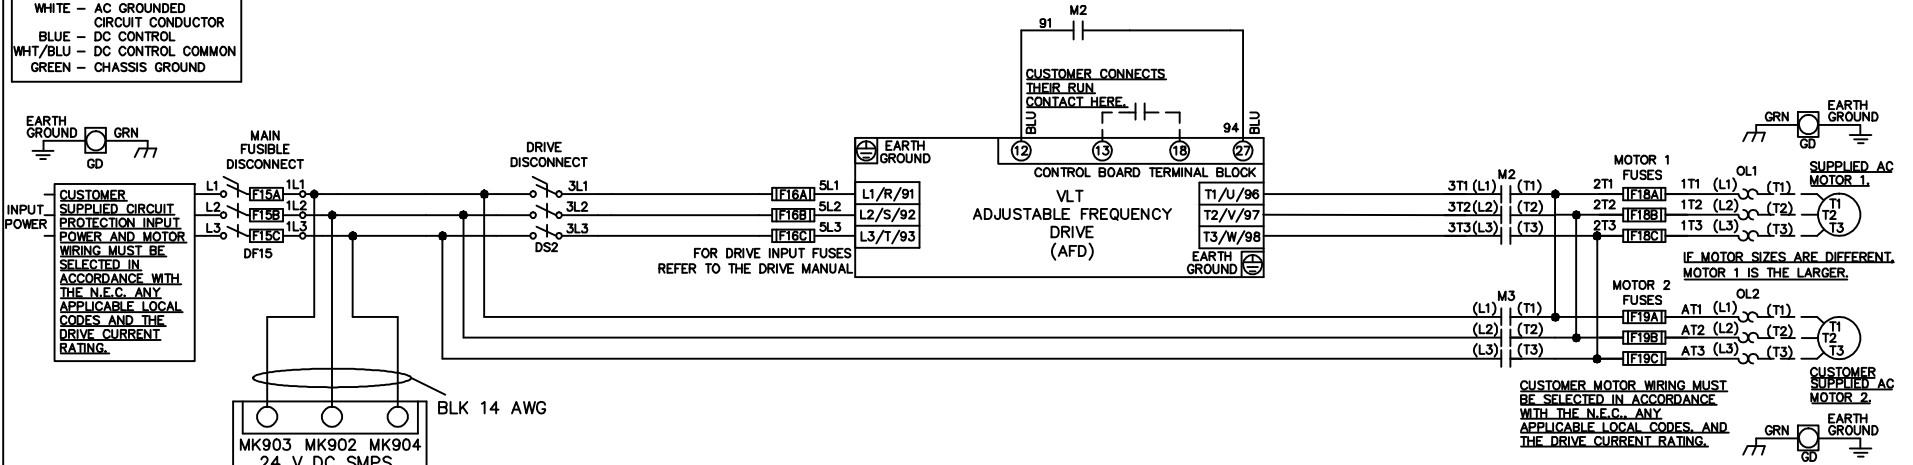 WHITE – AC GROUNDED
CIRCUIT CONDUCTOR
BLUE – DC CONTROL
WHT/BLU – DC CONTROL COMMON
GREEN – CHASSIS GROUND
EARTH
GROUND
GRN
GD
MAIN
FUSIBLE
DISCONNECT
INPUT
POWER
CUSTOMER
SUPPLIED CIRCUIT
PROTECTION INPUT
POWER AND MOTOR
WIRING MUST BE
SELECTED IN
ACCORDANCE WITH
THE N.E.C. ANY
APPLICABLE LOCAL
CODES AND THE
DRIVE CURRENT
RATING.
L1 F15A 1L1
L2 F15B 1L2
L3 F15C 1L3
DF15
DRIVE
DISCONNECT
3L1
3L2
3L3
DS2
F16A 5L1
F16B 5L2
F16C 5L3
FOR DRIVE INPUT FUSES
REFER TO THE DRIVE MANUAL
BLK 14 AWG
MK903 MK902 MK904
24 V DC SMPS
M2
91
CUSTOMER CONNECTS
THEIR RUN
CONTACT HERE.
BLU
94
BLU
12 13 18 27
CONTROL BOARD TERMINAL BLOCK
EARTH
GROUND
L1/R/91
L2/S/92
L3/T/93
VLT
ADJUSTABLE FREQUENCY
DRIVE
(AFD)
T1/U/96
T2/V/97
T3/W/98
EARTH
GROUND
M2
3T1 (L1) (T1)
3T2(L2) (T2)
3T3(L3) (T3)
M3
(L1) (T1)
(L2) (T2)
(L3) (T3)
MOTOR 1
FUSES
2T1 F18A 1T1 (L1) (T1)
2T2 F18B 1T2 (L2) (T2)
2T3 F18C 1T3 (L3) (T3)
OL1
T1
T2
T3
GRN
GD
EARTH
GROUND
SUPPLIED AC
MOTOR 1.
IF MOTOR SIZES ARE DIFFERENT,
MOTOR 1 IS THE LARGER.
MOTOR 2
FUSES
F19A AT1 (L1) (T1)
F19B AT2 (L2) (T2)
F19C AT3 (L3) (T3)
OL2
T1
T2
T3
CUSTOMER
SUPPLIED AC
MOTOR 2.
CUSTOMER MOTOR WIRING MUST
BE SELECTED IN ACCORDANCE
WITH THE N.E.C., ANY
APPLICABLE LOCAL CODES, AND
THE DRIVE CURRENT RATING.
GRN
GD
EARTH
GROUND